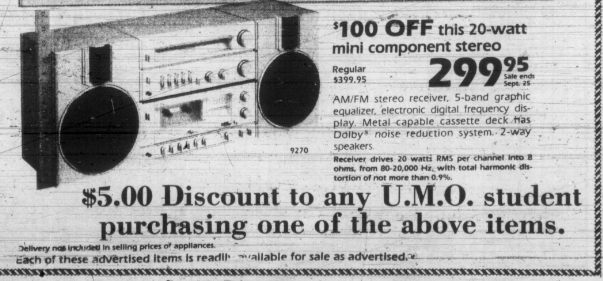 $100 OFF this 20-watt
mini component stereo
Regular
$399.95
299⁹⁵
Sale ends
Sept. 25
AM/FM stereo receiver, 5-band graphic
equalizer, electronic digital frequency dis-
play. Metal capable cassette deck has
Dolby® noise reduction system. 2-way
speakers.
9270
Receiver drives 20 watts RMS per channel into 8
ohms, from 80-20,000 Hz, with total harmonic dis-
tortion of not more than 0.9%.
$5.00 Discount to any U.M.O. student
purchasing one of the above items.
Delivery not included in selling prices of appliances.
Each of these advertised items is readily available for sale as advertised.